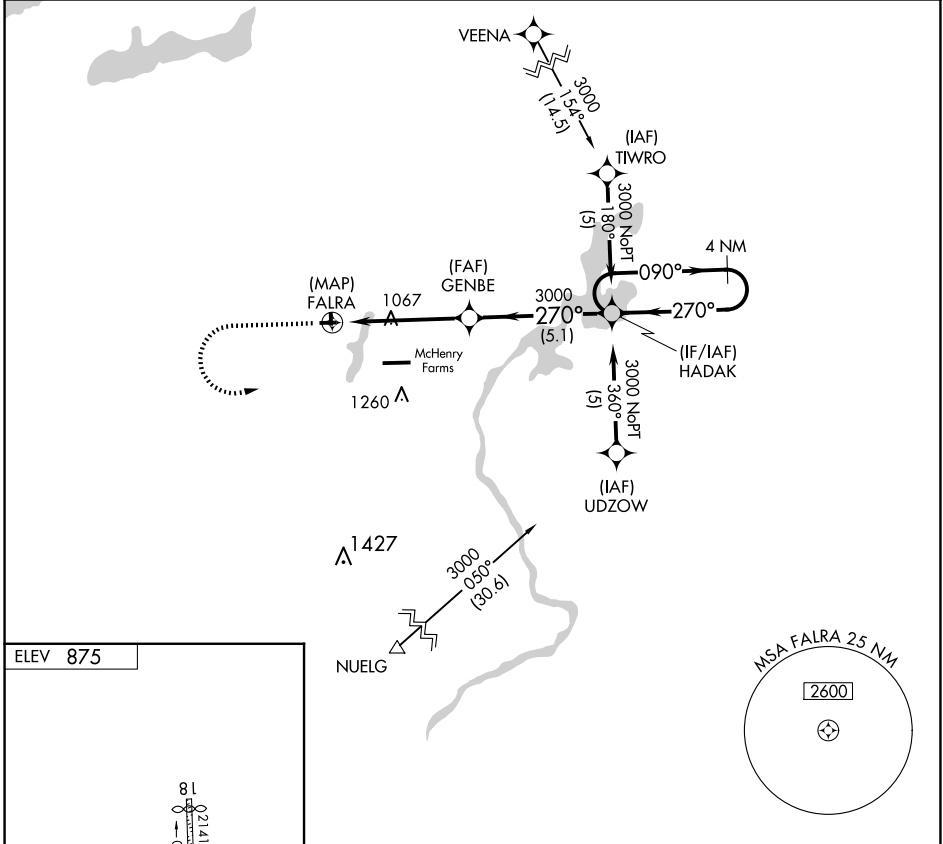 VEENA
3000
154°
(14.5)
(IAF)
TIWRO
3000 NoPT
180°
(5)
4 NM
090°
(FAF)
GENBE
(MAP)
FALRA
1067
3000
270°
(5.1)
270°
McHenry
Farms
(IF/IAF)
HADAK
1260
3000 NoPT
360°
(5)
(IAF)
UDZOW
1427
3000
050°
(30.6)
NUELG
MSA FALRA 25 NM
2600
ELEV 875
18
2141